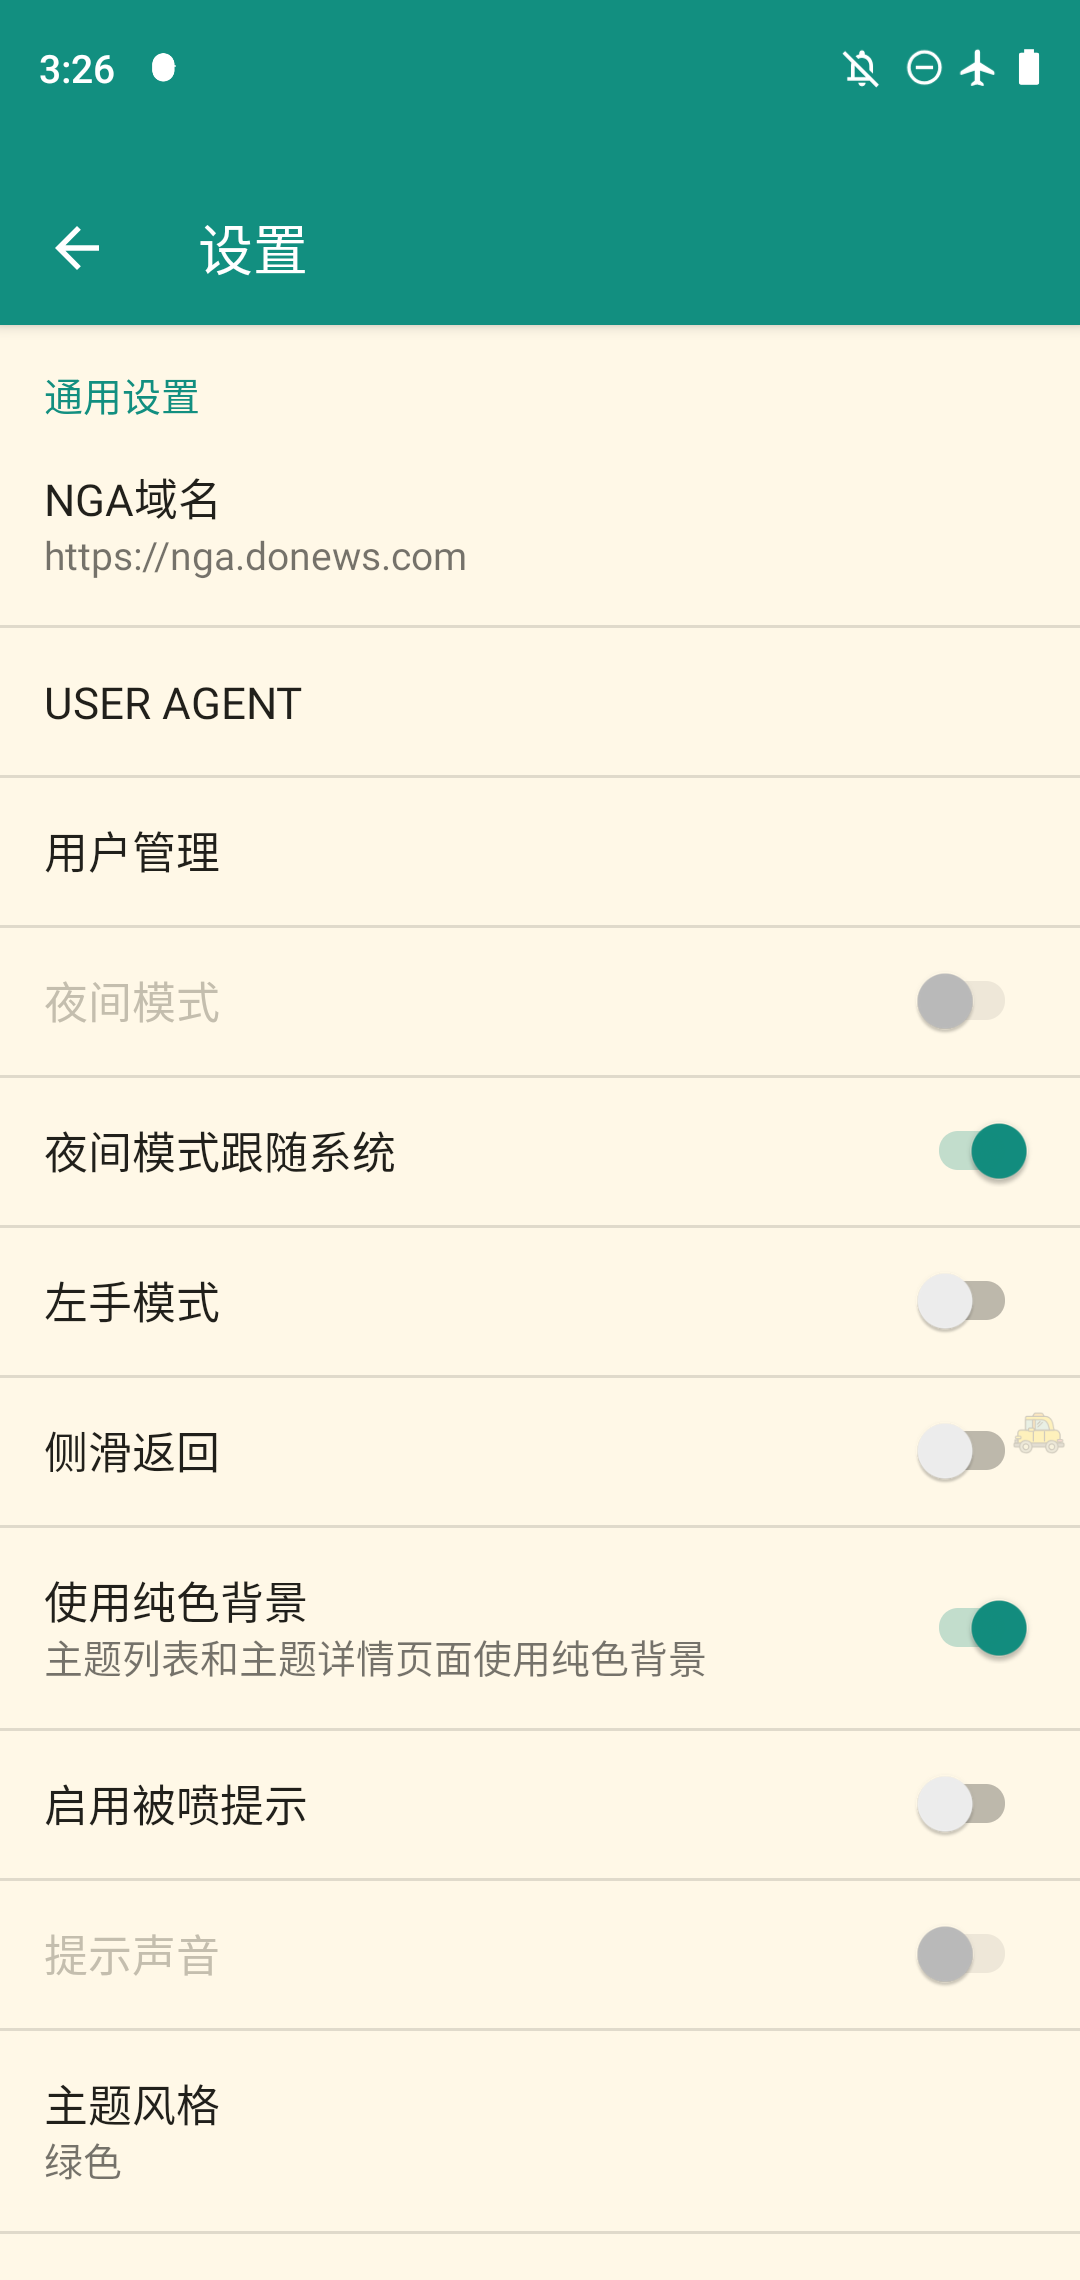 3:26
设置
通用设置
NGA域名
https://nga.donews.com
USER AGENT
用户管理
夜间模式
夜间模式跟随系统
左手模式
侧滑返回
使用纯色背景
主题列表和主题详情页面使用纯色背景
启用被喷提示
提示声音
主题风格
绿色